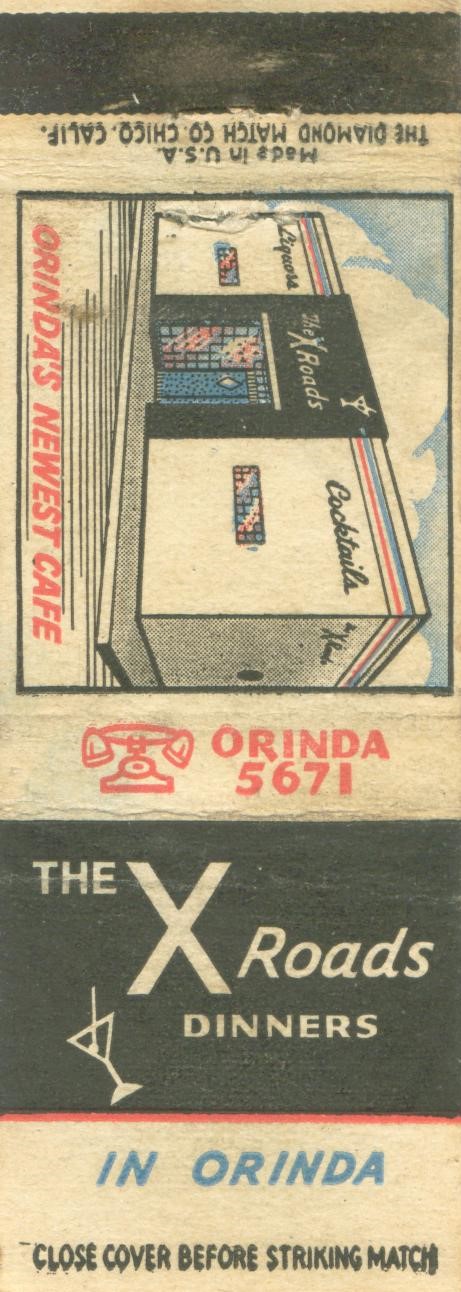 Made in U.S.A.
THE DIAMOND MATCH CO. CHICO, CALIF.
Liquors
The X Roads
Cocktails
ORINDA'S NEWEST CAFE
ORINDA
5671
THE X Roads
DINNERS
IN ORINDA
CLOSE COVER BEFORE STRIKING MATCH